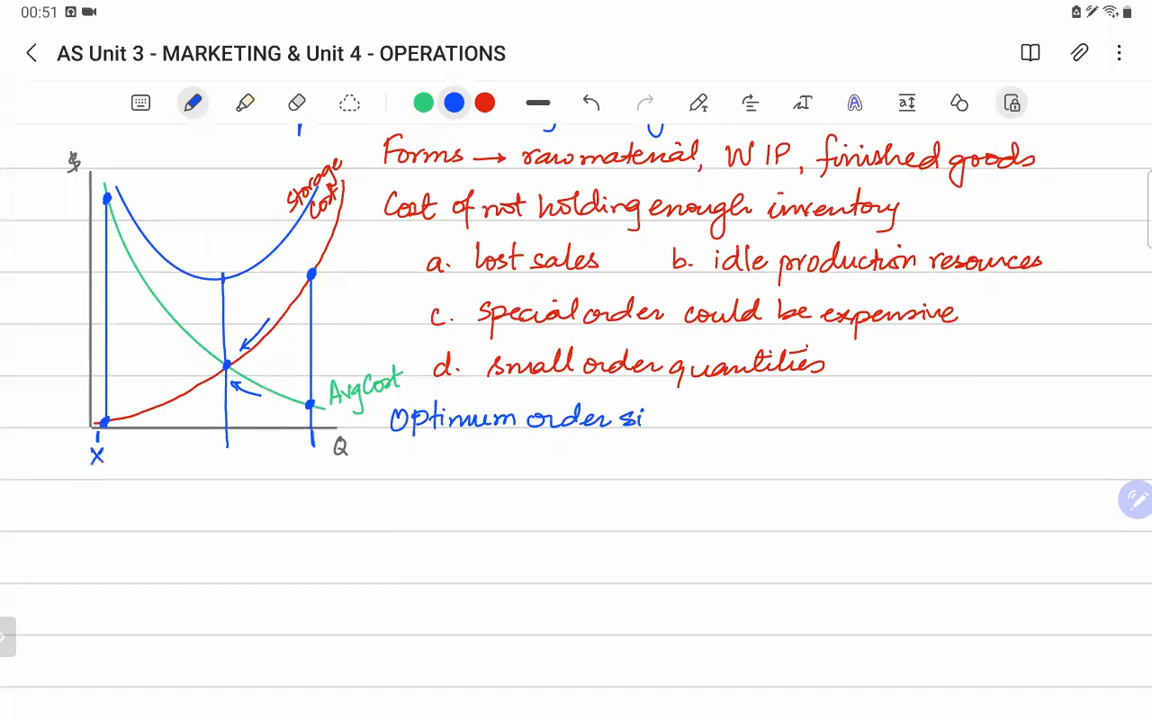 00:51
AS Unit 3 - MARKETING & Unit 4 - OPERATIONS
$
Storage
Cost
Forms → raw material, WIP, finished goods
Cost of not holding enough inventory
a. lost sales b. idle production resources
c. special order could be expensive
d. small order quantities
Avg Cost
Optimum order si
Q
X